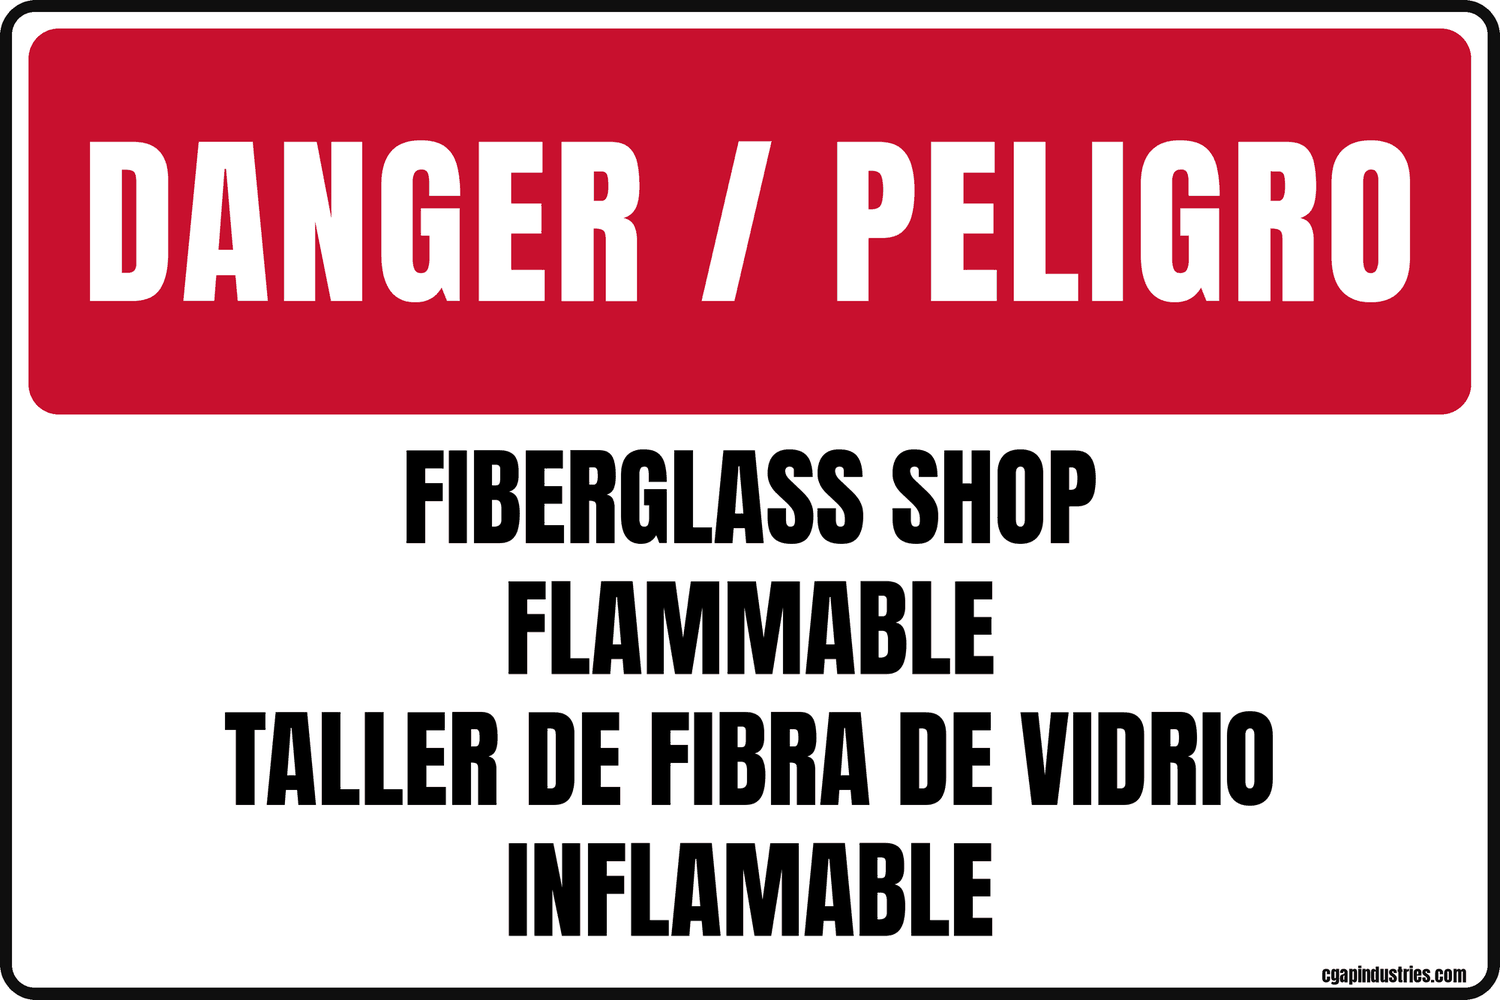 DANGER / PELIGRO
FIBERGLASS SHOP
FLAMMABLE
TALLER DE FIBRA DE VIDRIO
INFLAMABLE
cgapindustries.com